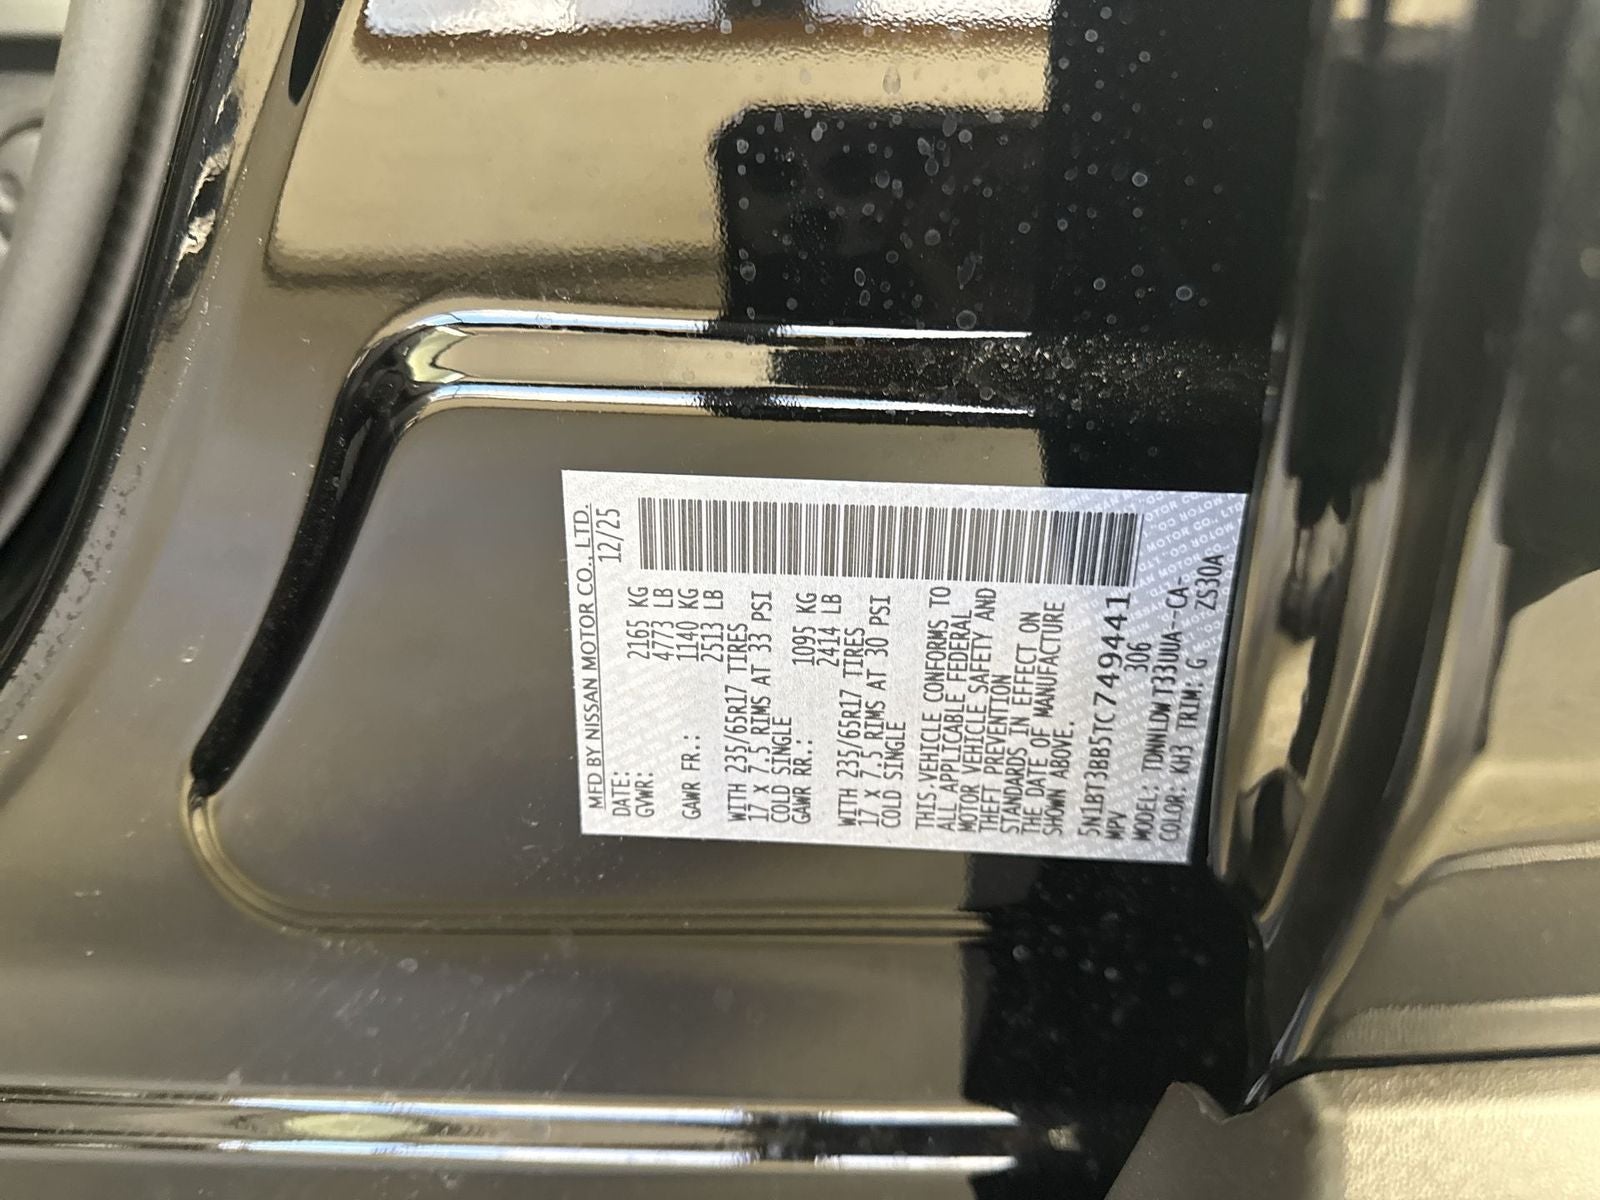 MFD BY NISSAN MOTOR CO., LTD.
DATE: 12/25
GVWR: 2165 KG
4773 LB
GAWR FR.: 1140 KG
2513 LB
WITH 235/65R17 TIRES
17 X 7.5 RIMS AT 33 PSI
COLD SINGLE
GAWR RR.: 1095 KG
2414 LB
WITH 235/65R17 TIRES
17 X 7.5 RIMS AT 30 PSI
COLD SINGLE
THIS VEHICLE CONFORMS TO
ALL APPLICABLE FEDERAL
MOTOR VEHICLE SAFETY AND
THEFT PREVENTION
STANDARDS IN EFFECT ON
THE DATE OF MANUFACTURE
SHOWN ABOVE.
5N1BT3BB5TC749441
MPV 306
MODEL: TDNNLDWT33UUA--CA-
COLOR: KH3 TRIM: G ZS30A